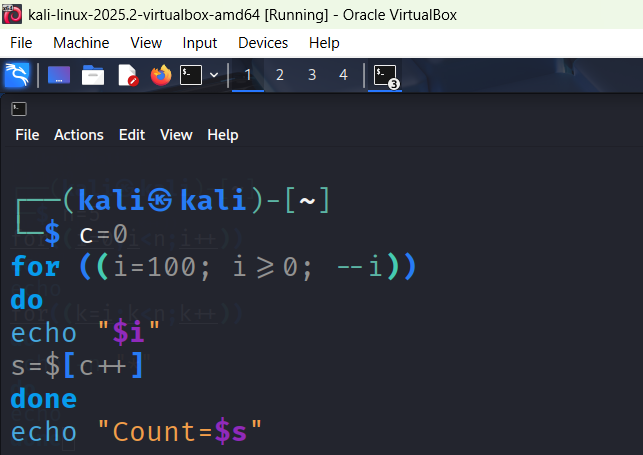 kali-linux-2025.2-virtualbox-amd64 [Running] - Oracle VirtualBox
File Machine View Input Devices Help
1 2 3 4 3
File Actions Edit View Help
┌──(kali㉿kali)-[~]
└─$ c=0
for ((i=100; i>=0; --i))
do
echo "$i"
s=$[c++]
done
echo "Count=$s"